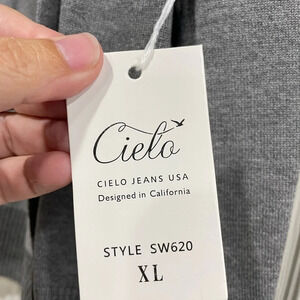 Cielo
CIELO JEANS USA
Designed in California
STYLE SW620
XL